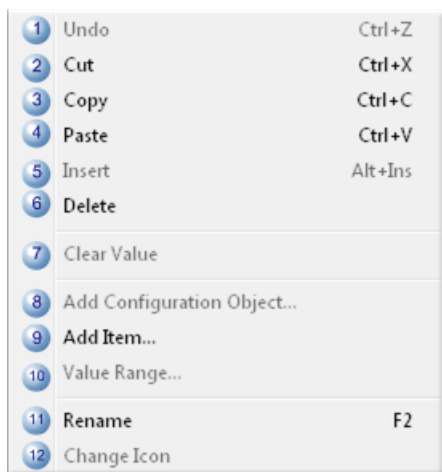 1 Undo Ctrl+Z
2 Cut Ctrl+X
3 Copy Ctrl+C
4 Paste Ctrl+V
5 Insert Alt+Ins
6 Delete
7 Clear Value
8 Add Configuration Object...
9 Add Item...
10 Value Range...
11 Rename F2
12 Change Icon